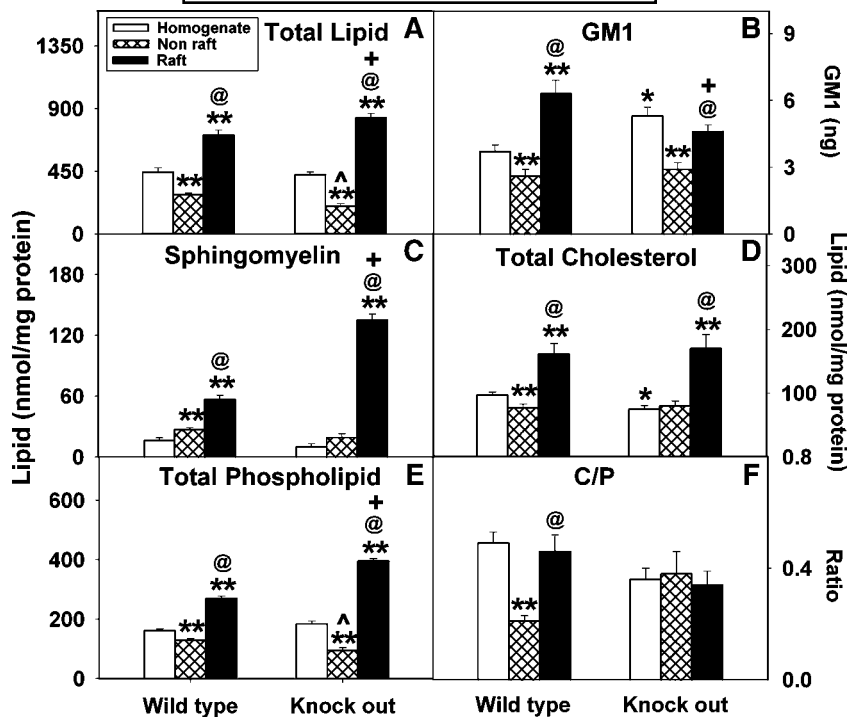 Homogenate
Non raft
Raft
Total Lipid
A
GM1
B
1350
900
450
0
9
6
3
0
GM1 (ng)
@
**
**
+
@
**
^
**
@
**
**
*
+
@
**
Sphingomyelin
C
Total Cholesterol
D
180
120
60
0
300
200
100
0.8
Lipid (nmol/mg protein)
Lipid (nmol/mg protein)
@
**
**
+
@
**
@
**
**
@
**
*
Total Phospholipid
E
C/P
F
600
400
200
0
0.4
0.0
Ratio
@
**
**
+
@
**
^
**
@
**
Wild type
Knock out
Wild type
Knock out